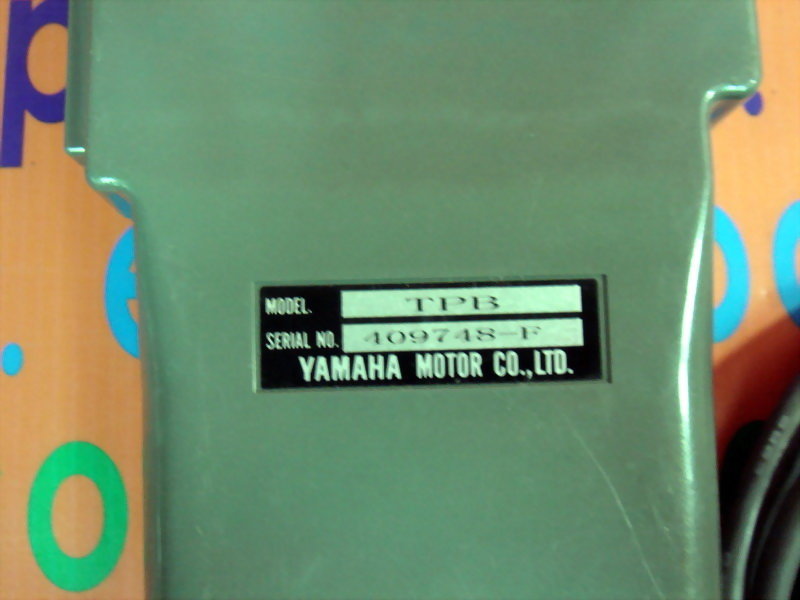 MODEL. TPB
SERIAL NO. 409748-F
YAMAHA MOTOR CO.,LTD.